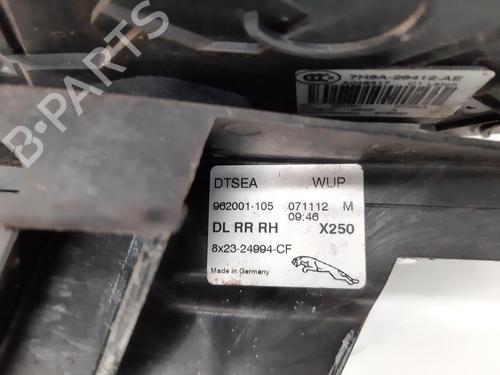 7H5A-26412-AE
DTSEA WUP
962001-105 071112 M
09:46
DL RR RH X250
8x23-24994-CF
Made in Germany